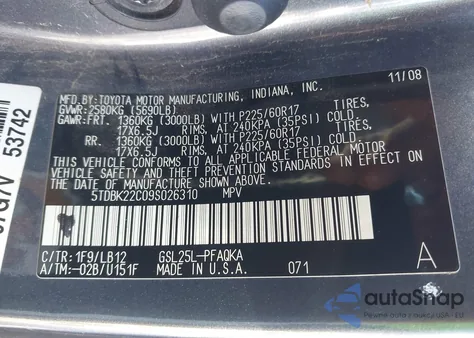 MFD. BY:
TOYOTA MOTOR MANUFACTURING, INDIANA, INC. 11/08
GVWR: 2580KG (5690LB)
GAWR:FRT. 1360KG (3000LB) WITH P225/60R17 TIRES,
17X6.5J RIMS, AT 240KPA (35PSI) COLD.
RR. 1360KG (3000LB) WITH P225/60R17 TIRES,
17X6.5J RIMS, AT 240KPA (35PSI) COLD.
THIS VEHICLE CONFORMS TO ALL APPLICABLE FEDERAL MOTOR
VEHICLE SAFETY AND THEFT PREVENTION STANDARDS IN EFFECT
ON THE DATE OF MANUFACTURE SHOWN ABOVE.
5TDBK22C09S026310 MPV
C/TR:1F9/LB12 GSL25L-PFAQKA
A/TM:-02B/U151F MADE IN U.S.A. 071 A
53742
autoSnap
Pewne samochody z USA - EU